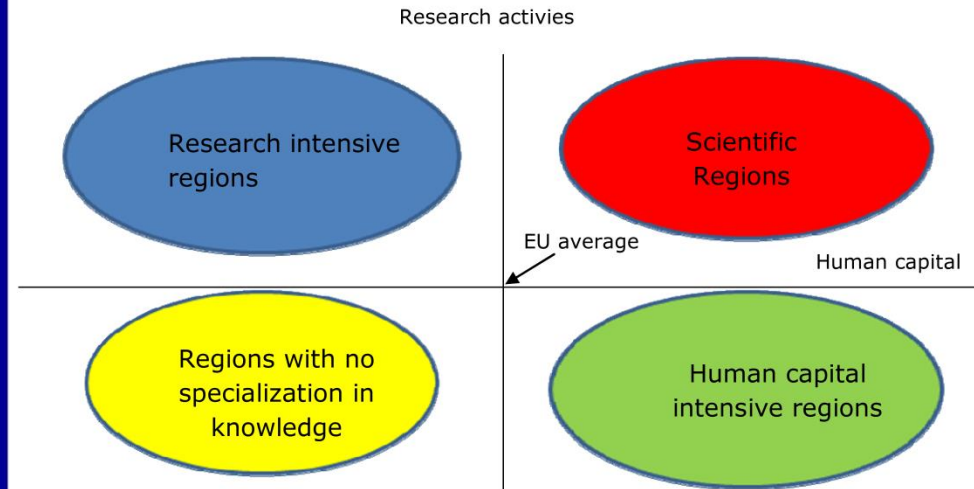 Research activies
Research intensive
regions
Scientific
Regions
EU average
Human capital
Regions with no
specialization in
knowledge
Human capital
intensive regions